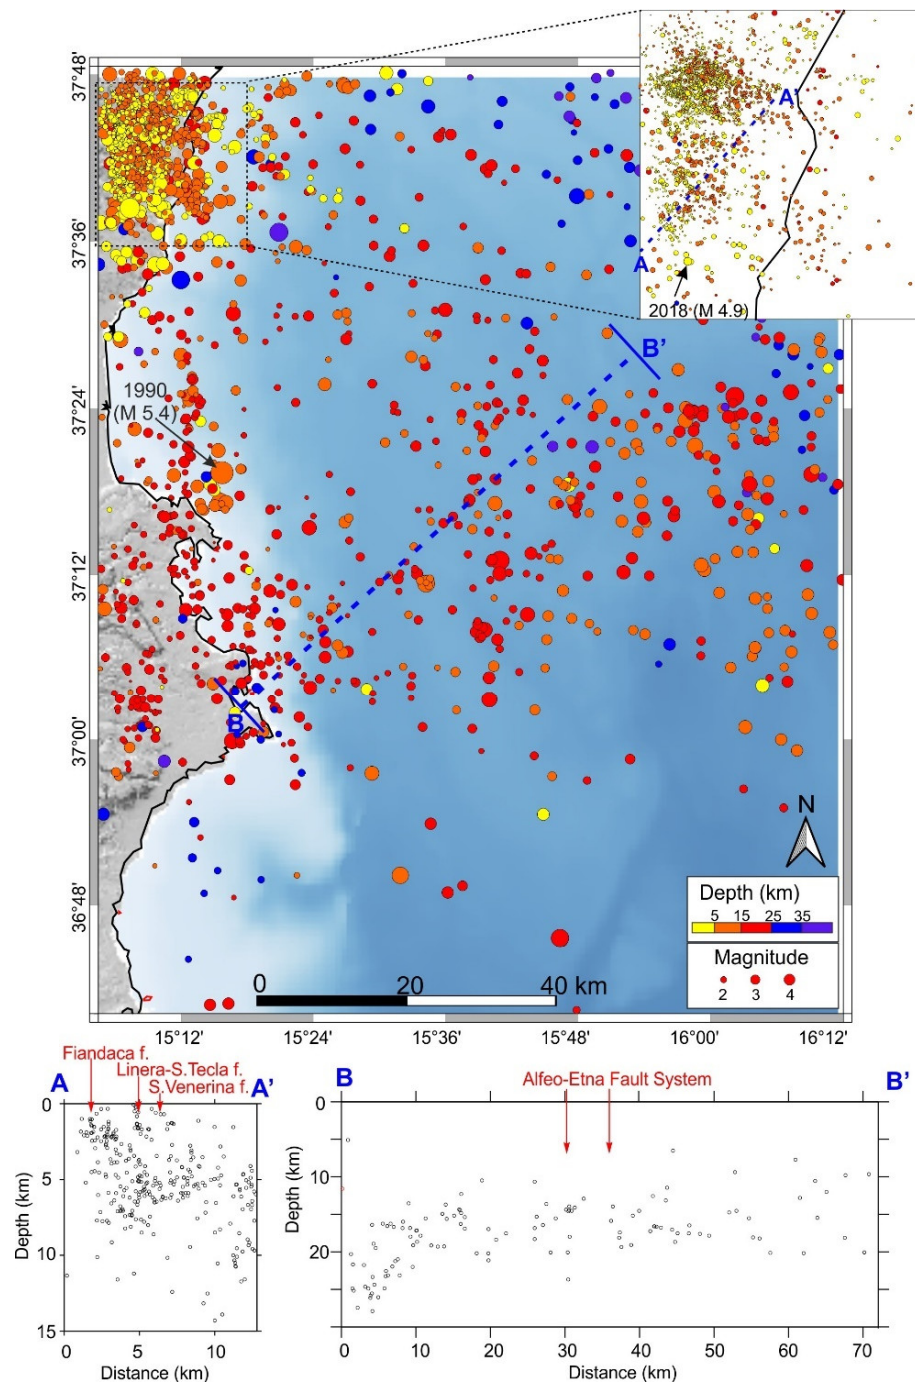 37°48'
37°36'
37°24'
37°12'
37°00'
36°48'
A'
A
2018 (M 4.9)
B'
1990
(M 5.4)
B
N
Depth (km)
5 15 25 35
Magnitude
2 3 4
0 20 40 km
15°12' 15°24' 15°36' 15°48' 16°00' 16°12'
Fiandaca f.
Linera-S.Tecla f.
S.Venerina f.
A A'
0
5
10
15
Depth (km)
0 5 10
Distance (km)
B B'
Alfeo-Etna Fault System
0
10
20
Depth (km)
0 10 20 30 40 50 60 70
Distance (km)